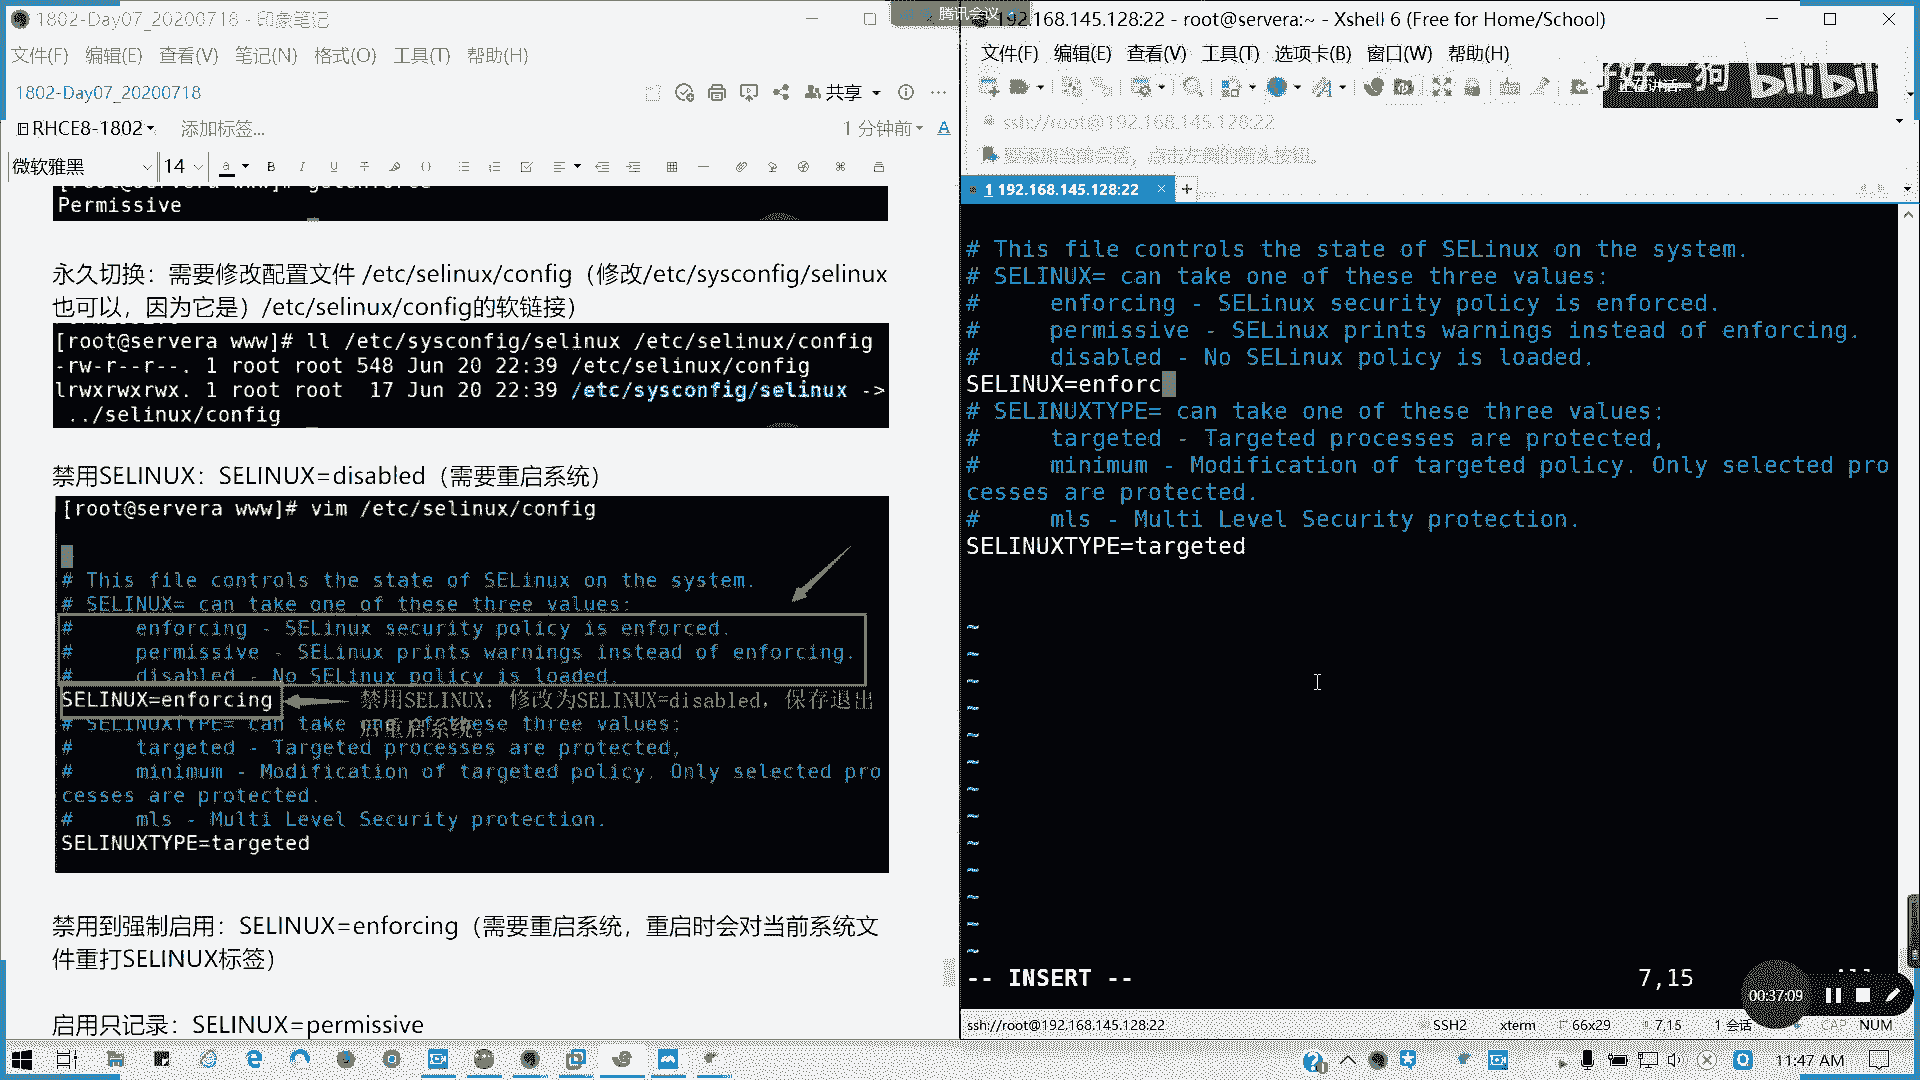 1802-Day07_20200718 - 印象笔记
文件(F) 编辑(E) 查看(V) 笔记(N) 格式(O) 工具(T) 帮助(H)
1802-Day07_20200718
共享
RHCE8-1802
添加标签...
1 分钟前
微软雅黑 14
[root@servera www]# getenforce
Permissive
永久切换：需要修改配置文件 /etc/selinux/config（修改/etc/sysconfig/selinux
也可以，因为它是）/etc/selinux/config的软链接）
[root@servera www]# ll /etc/sysconfig/selinux /etc/selinux/config
-rw-r--r--. 1 root root 548 Jun 20 22:39 /etc/selinux/config
lrwxrwxrwx. 1 root root  17 Jun 20 22:39 /etc/sysconfig/selinux ->
../selinux/config
禁用SELINUX：SELINUX=disabled（需要重启系统）
[root@servera www]# vim /etc/selinux/config
# This file controls the state of SELinux on the system.
# SELINUX= can take one of these three values:
#     enforcing - SELinux security policy is enforced.
#     permissive - SELinux prints warnings instead of enforcing.
#     disabled - No SELinux policy is loaded.
SELINUX=enforcing
禁用SELINUX：修改为SELINUX=disabled，保存退出
后重启系统。
# SELINUXTYPE= can take one of these three values:
#     targeted - Targeted processes are protected,
#     minimum - Modification of targeted policy. Only selected pro
cesses are protected.
#     mls - Multi Level Security protection.
SELINUXTYPE=targeted
禁用到强制启用：SELINUX=enforcing（需要重启系统，重启时会对当前系统文
件重打SELINUX标签）
启用只记录：SELINUX=permissive
腾讯会议
192.168.145.128:22 - root@servera:~ - Xshell 6 (Free for Home/School)
文件(F) 编辑(E) 查看(V) 工具(T) 选项卡(B) 窗口(W) 帮助(H)
ssh://root@192.168.145.128:22
要添加当前会话，点击左侧的箭头按钮。
1 192.168.145.128:22
# This file controls the state of SELinux on the system.
# SELINUX= can take one of these three values:
#     enforcing - SELinux security policy is enforced.
#     permissive - SELinux prints warnings instead of enforcing.
#     disabled - No SELinux policy is loaded.
SELINUX=enforc
# SELINUXTYPE= can take one of these three values:
#     targeted - Targeted processes are protected,
#     minimum - Modification of targeted policy. Only selected pro
cesses are protected.
#     mls - Multi Level Security protection.
SELINUXTYPE=targeted
~
~
~
~
~
~
~
~
~
~
~
~
~
-- INSERT -- 7,15
00:37:09
ssh://root@192.168.145.128:22 SSH2 xterm 66x29 7,15 1 会话 CAP NUM
11:47 AM